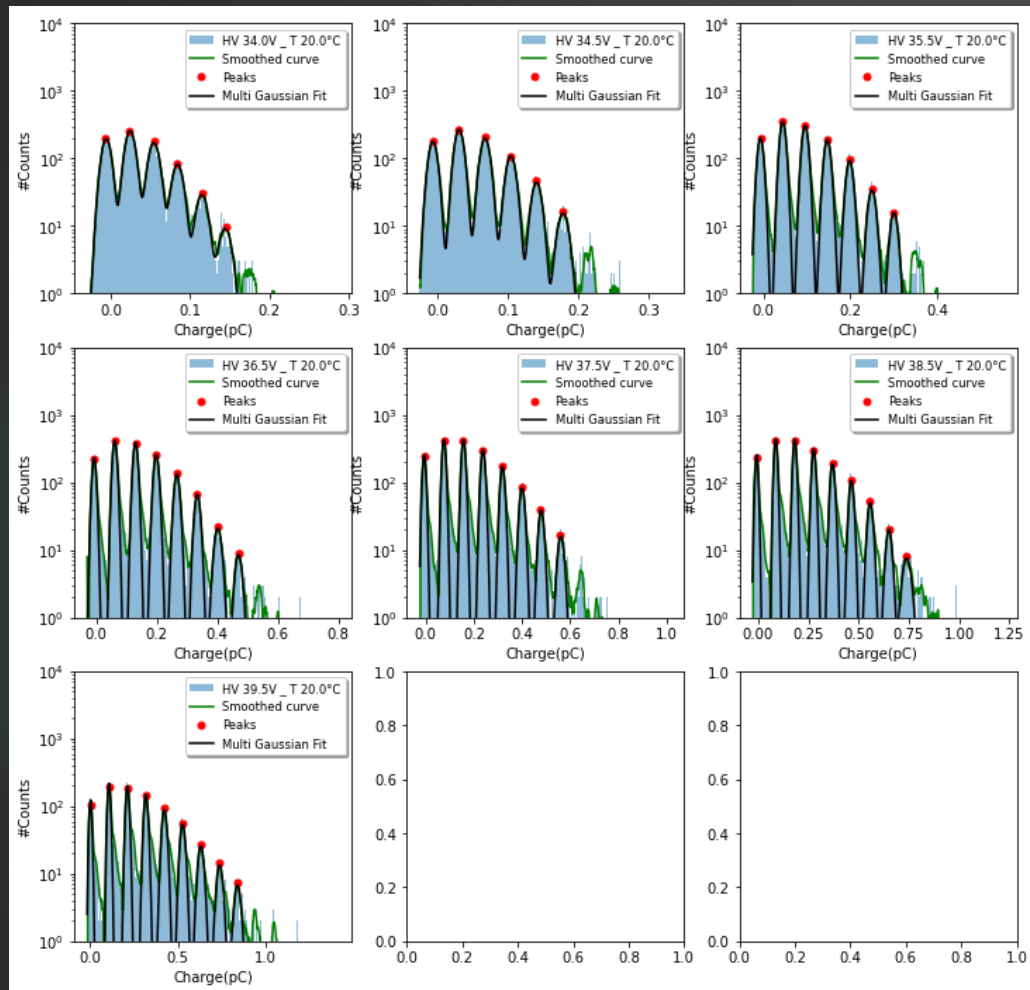 10⁴
10³
10²
10¹
10⁰
#Counts
HV 34.0V _ T 20.0°C
Smoothed curve
Peaks
Multi Gaussian Fit
0.0 0.1 0.2 0.3
Charge(pC)
10⁴
10³
10²
10¹
10⁰
#Counts
HV 34.5V _ T 20.0°C
Smoothed curve
Peaks
Multi Gaussian Fit
0.0 0.1 0.2 0.3
Charge(pC)
10⁴
10³
10²
10¹
10⁰
#Counts
HV 35.5V _ T 20.0°C
Smoothed curve
Peaks
Multi Gaussian Fit
0.0 0.2 0.4
Charge(pC)
10⁴
10³
10²
10¹
10⁰
#Counts
HV 36.5V _ T 20.0°C
Smoothed curve
Peaks
Multi Gaussian Fit
0.0 0.2 0.4 0.6 0.8
Charge(pC)
10⁴
10³
10²
10¹
10⁰
#Counts
HV 37.5V _ T 20.0°C
Smoothed curve
Peaks
Multi Gaussian Fit
0.0 0.2 0.4 0.6 0.8 1.0
Charge(pC)
10⁴
10³
10²
10¹
10⁰
#Counts
HV 38.5V _ T 20.0°C
Smoothed curve
Peaks
Multi Gaussian Fit
0.00 0.25 0.50 0.75 1.00 1.25
Charge(pC)
10⁴
10³
10²
10¹
10⁰
#Counts
HV 39.5V _ T 20.0°C
Smoothed curve
Peaks
Multi Gaussian Fit
0.0 0.5 1.0
Charge(pC)
1.0
0.8
0.6
0.4
0.2
0.0
0.0 0.2 0.4 0.6 0.8 1.0
1.0
0.8
0.6
0.4
0.2
0.0
0.0 0.2 0.4 0.6 0.8 1.0